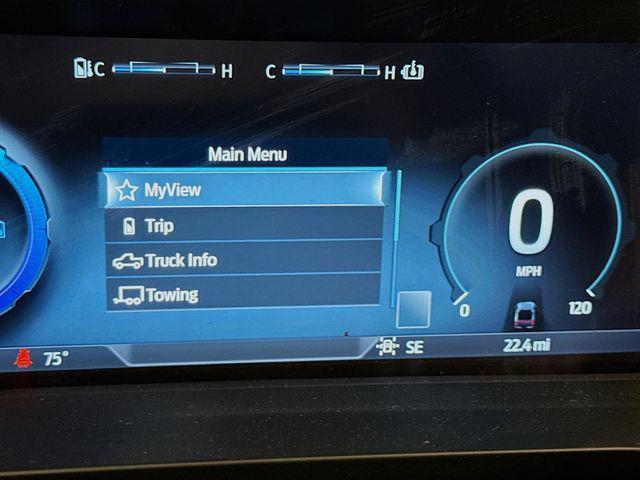 C H C H
Main Menu
MyView
Trip
Truck Info
Towing
0
MPH
0 120
75° SE 22.4 mi